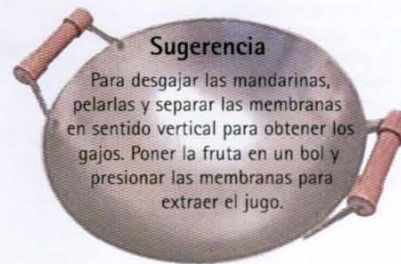 Sugerencia
Para desgajar las mandarinas,
pelarlas y separar las membranas
en sentido vertical para obtener los
gajos. Poner la fruta en un bol y
presionar las membranas para
extraer el jugo.